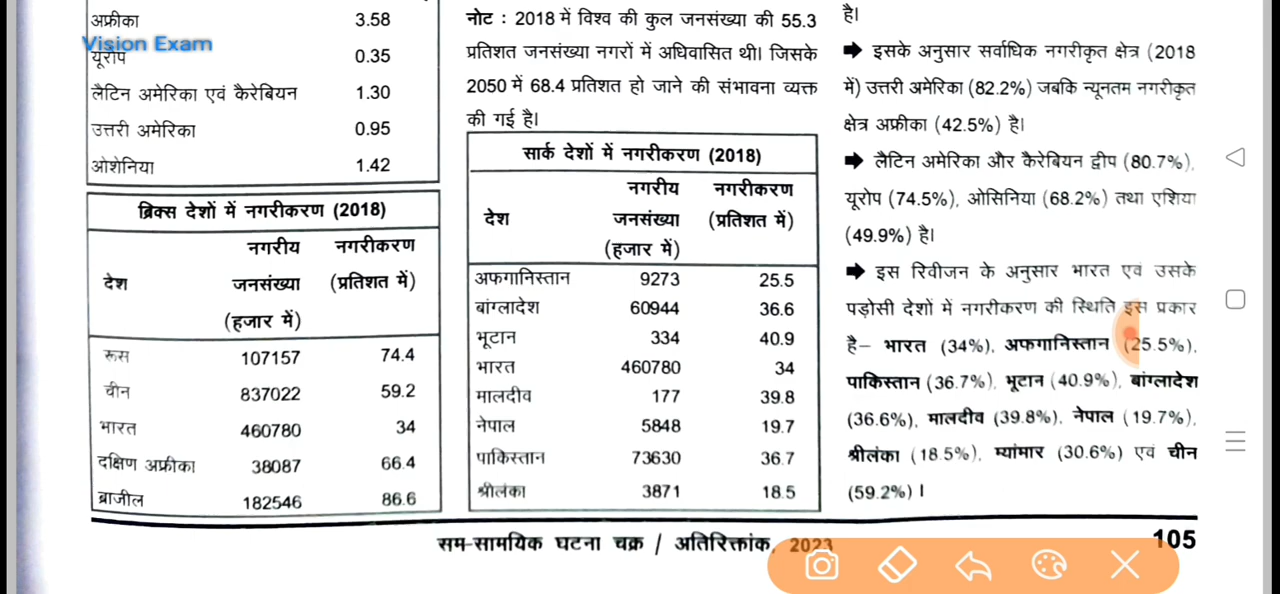 अफ्रीका 3.58
Vision Exam
यूरोप 0.35
लैटिन अमेरिका एवं कैरेबियन 1.30
उत्तरी अमेरिका 0.95
ओशेनिया 1.42
ब्रिक्स देशों में नगरीकरण (2018)
देश नगरीय जनसंख्या (हजार में) नगरीकरण (प्रतिशत में)
रूस 107157 74.4
चीन 837022 59.2
भारत 460780 34
दक्षिण अफ्रीका 38087 66.4
ब्राजील 182546 86.6
नोट : 2018 में विश्व की कुल जनसंख्या की 55.3
प्रतिशत जनसंख्या नगरों में अधिवासित थी। जिसके
2050 में 68.4 प्रतिशत हो जाने की संभावना व्यक्त
की गई है।
सार्क देशों में नगरीकरण (2018)
देश नगरीय जनसंख्या (हजार में) नगरीकरण (प्रतिशत में)
अफगानिस्तान 9273 25.5
बांग्लादेश 60944 36.6
भूटान 334 40.9
भारत 460780 34
मालदीव 177 39.8
नेपाल 5848 19.7
पाकिस्तान 73630 36.7
श्रीलंका 3871 18.5
है।
➡ इसके अनुसार सर्वाधिक नगरीकृत क्षेत्र (2018
में) उत्तरी अमेरिका (82.2%) जबकि न्यूनतम नगरीकृत
क्षेत्र अफ्रीका (42.5%) है।
➡ लैटिन अमेरिका और कैरेबियन द्वीप (80.7%),
यूरोप (74.5%), ओसिनिया (68.2%) तथा एशिया
(49.9%) है।
➡ इस रिवीजन के अनुसार भारत एवं उसके
पड़ोसी देशों में नगरीकरण की स्थिति इस प्रकार
है– भारत (34%), अफगानिस्तान (25.5%),
पाकिस्तान (36.7%), भूटान (40.9%), बांग्लादेश
(36.6%), मालदीव (39.8%), नेपाल (19.7%),
श्रीलंका (18.5%), म्यांमार (30.6%) एवं चीन
(59.2%) ।
सम-सामयिक घटना चक्र / अतिरिक्तांक, 2023
105